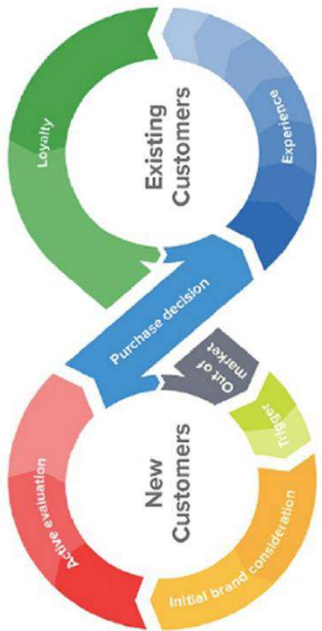 New
Customers
Existing
Customers
Out of
market
Trigger
Initial brand consideration
Active evaluation
Purchase decision
Experience
Loyalty